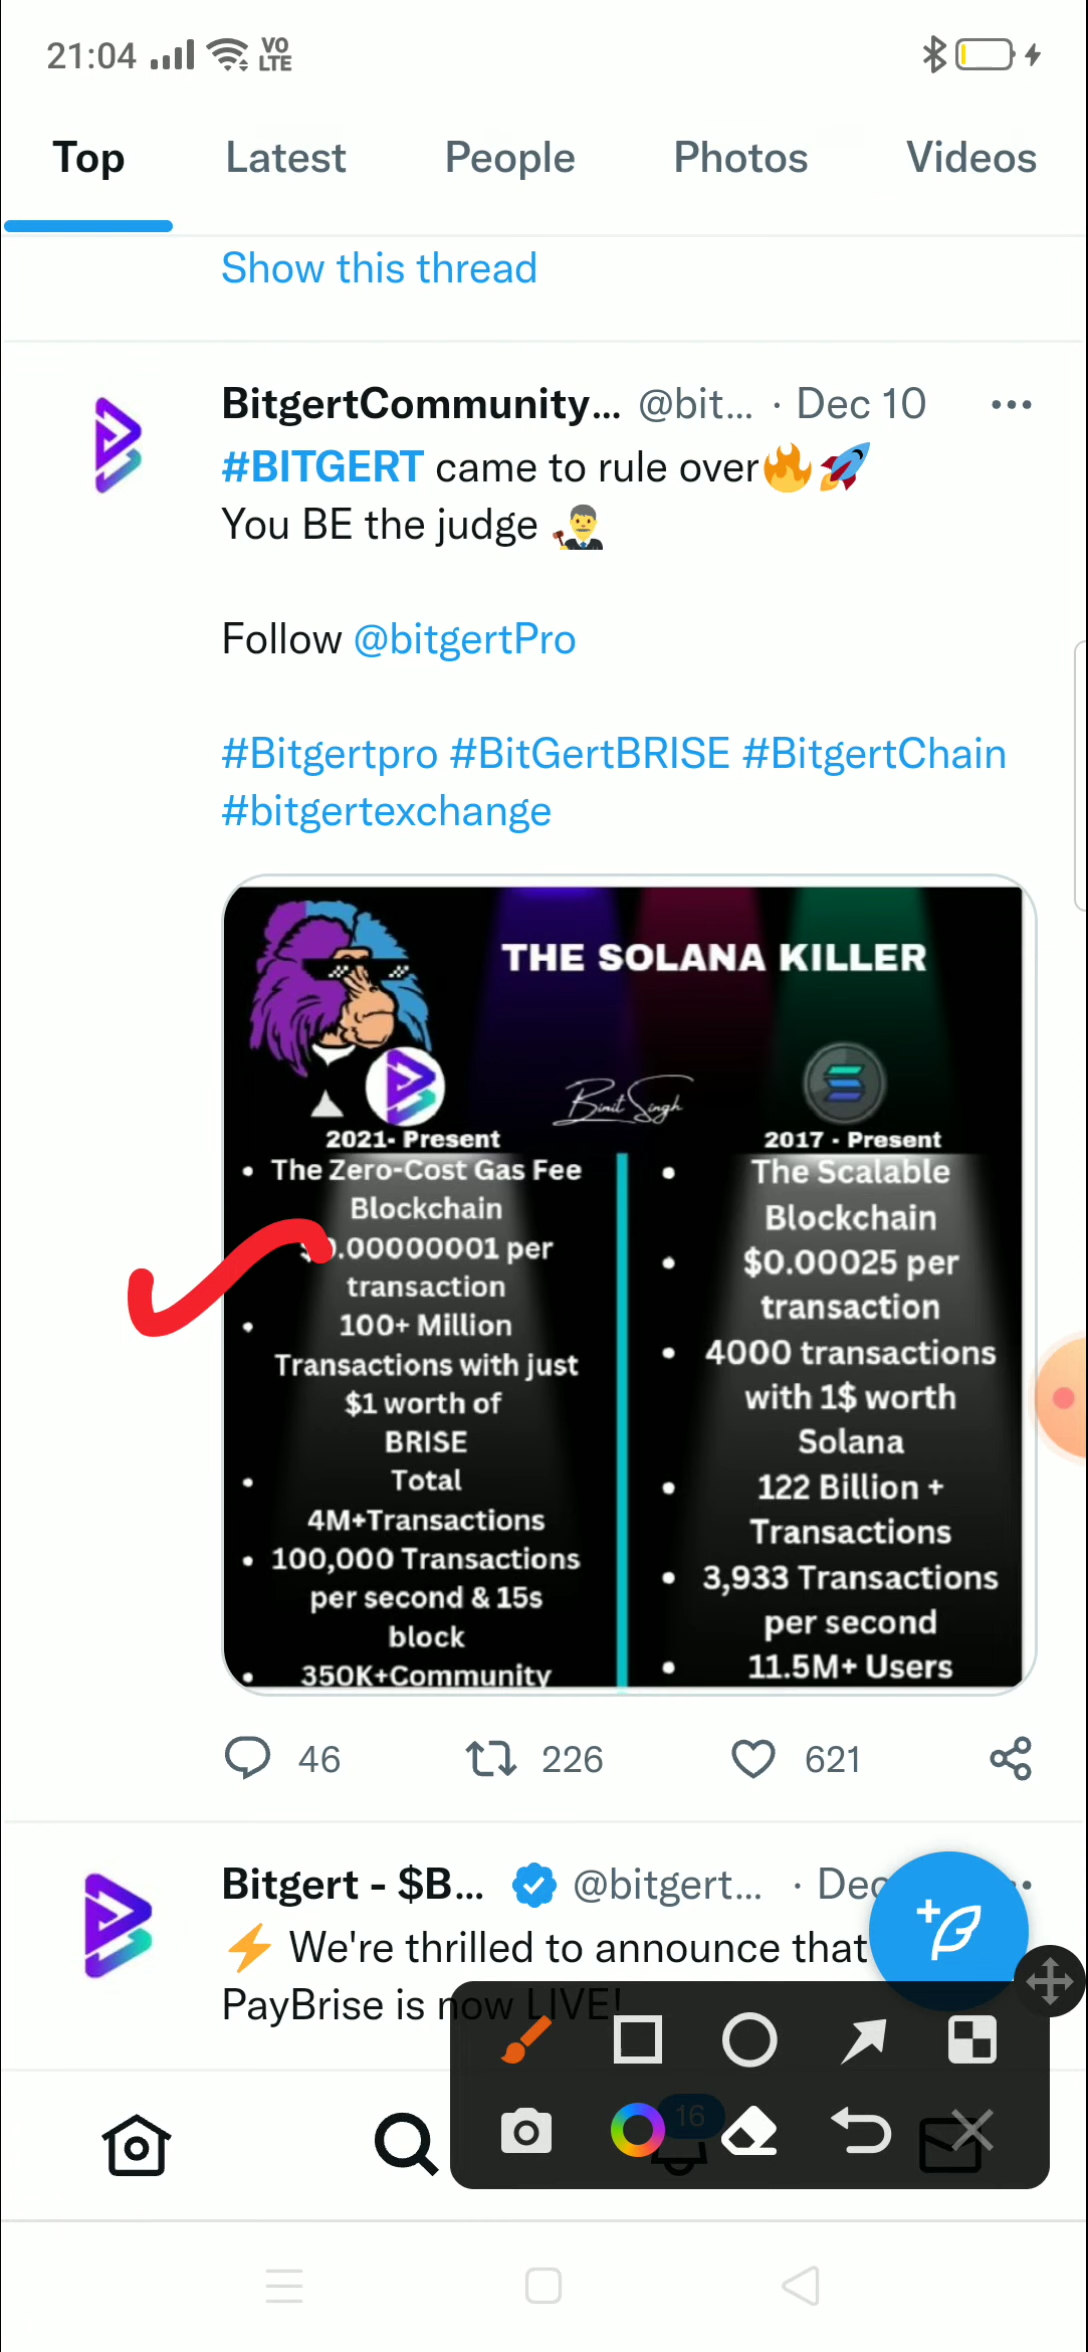 21:04 VO LTE
Top Latest People Photos Videos
Show this thread
BitgertCommunity... @bit... · Dec 10
#BITGERT came to rule over🔥🚀
You BE the judge 👨‍⚖️
Follow @bitgertPro
#Bitgertpro #BitGertBRISE #BitgertChain
#bitgertexchange
THE SOLANA KILLER
Binit Singh
2021- Present
• The Zero-Cost Gas Fee
Blockchain
$0.00000001 per
transaction
• 100+ Million
Transactions with just
$1 worth of
BRISE
• Total
4M+Transactions
• 100,000 Transactions
per second & 15s
block
• 350K+Community
2017 - Present
• The Scalable
Blockchain
• $0.00025 per
transaction
• 4000 transactions
with 1$ worth
Solana
• 122 Billion +
Transactions
• 3,933 Transactions
per second
• 11.5M+ Users
46 226 621
Bitgert - $B... @bitgert... · Dec
⚡ We're thrilled to announce that
PayBrise is now LIVE!
16